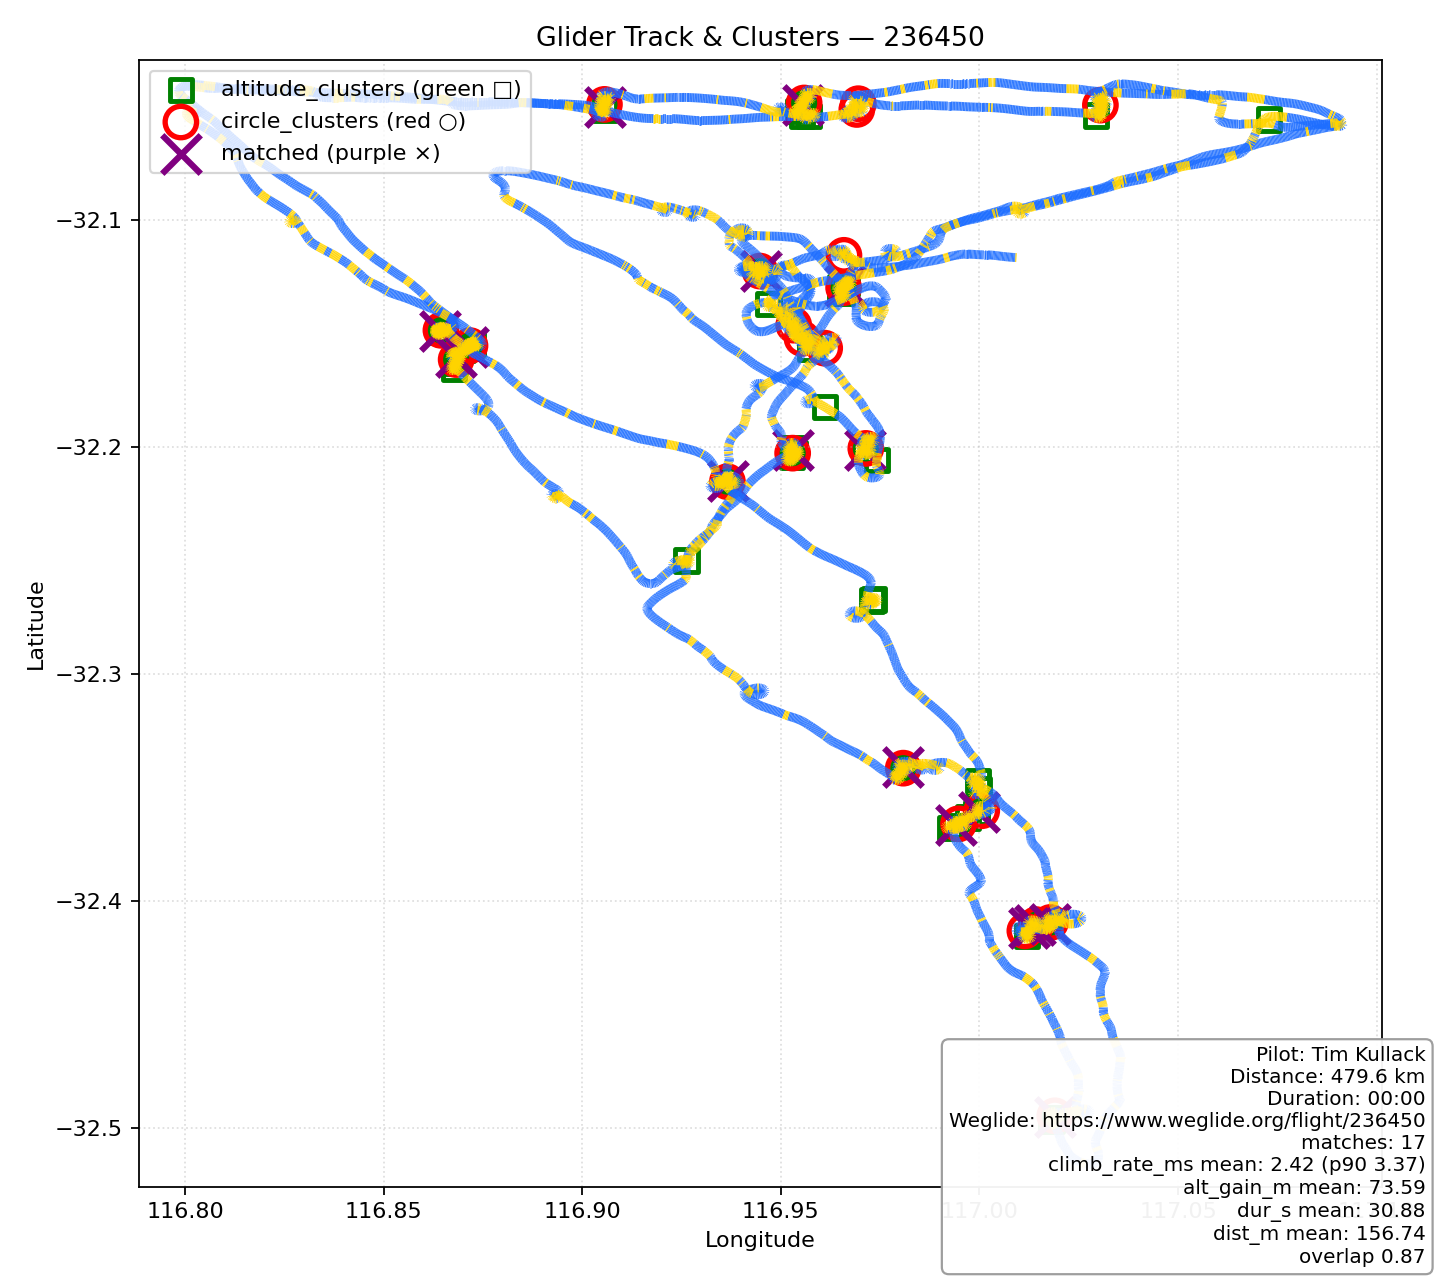 Glider Track & Clusters — 236450
altitude_clusters (green □)
circle_clusters (red ○)
matched (purple ×)
Latitude
−32.1
−32.2
−32.3
−32.4
−32.5
116.80
116.85
116.90
116.95
117.00
117.05
Longitude
Pilot: Tim Kullack
Distance: 479.6 km
Duration: 00:00
Weglide: https://www.weglide.org/flight/236450
matches: 17
climb_rate_ms mean: 2.42 (p90 3.37)
alt_gain_m mean: 73.59
dur_s mean: 30.88
dist_m mean: 156.74
overlap 0.87